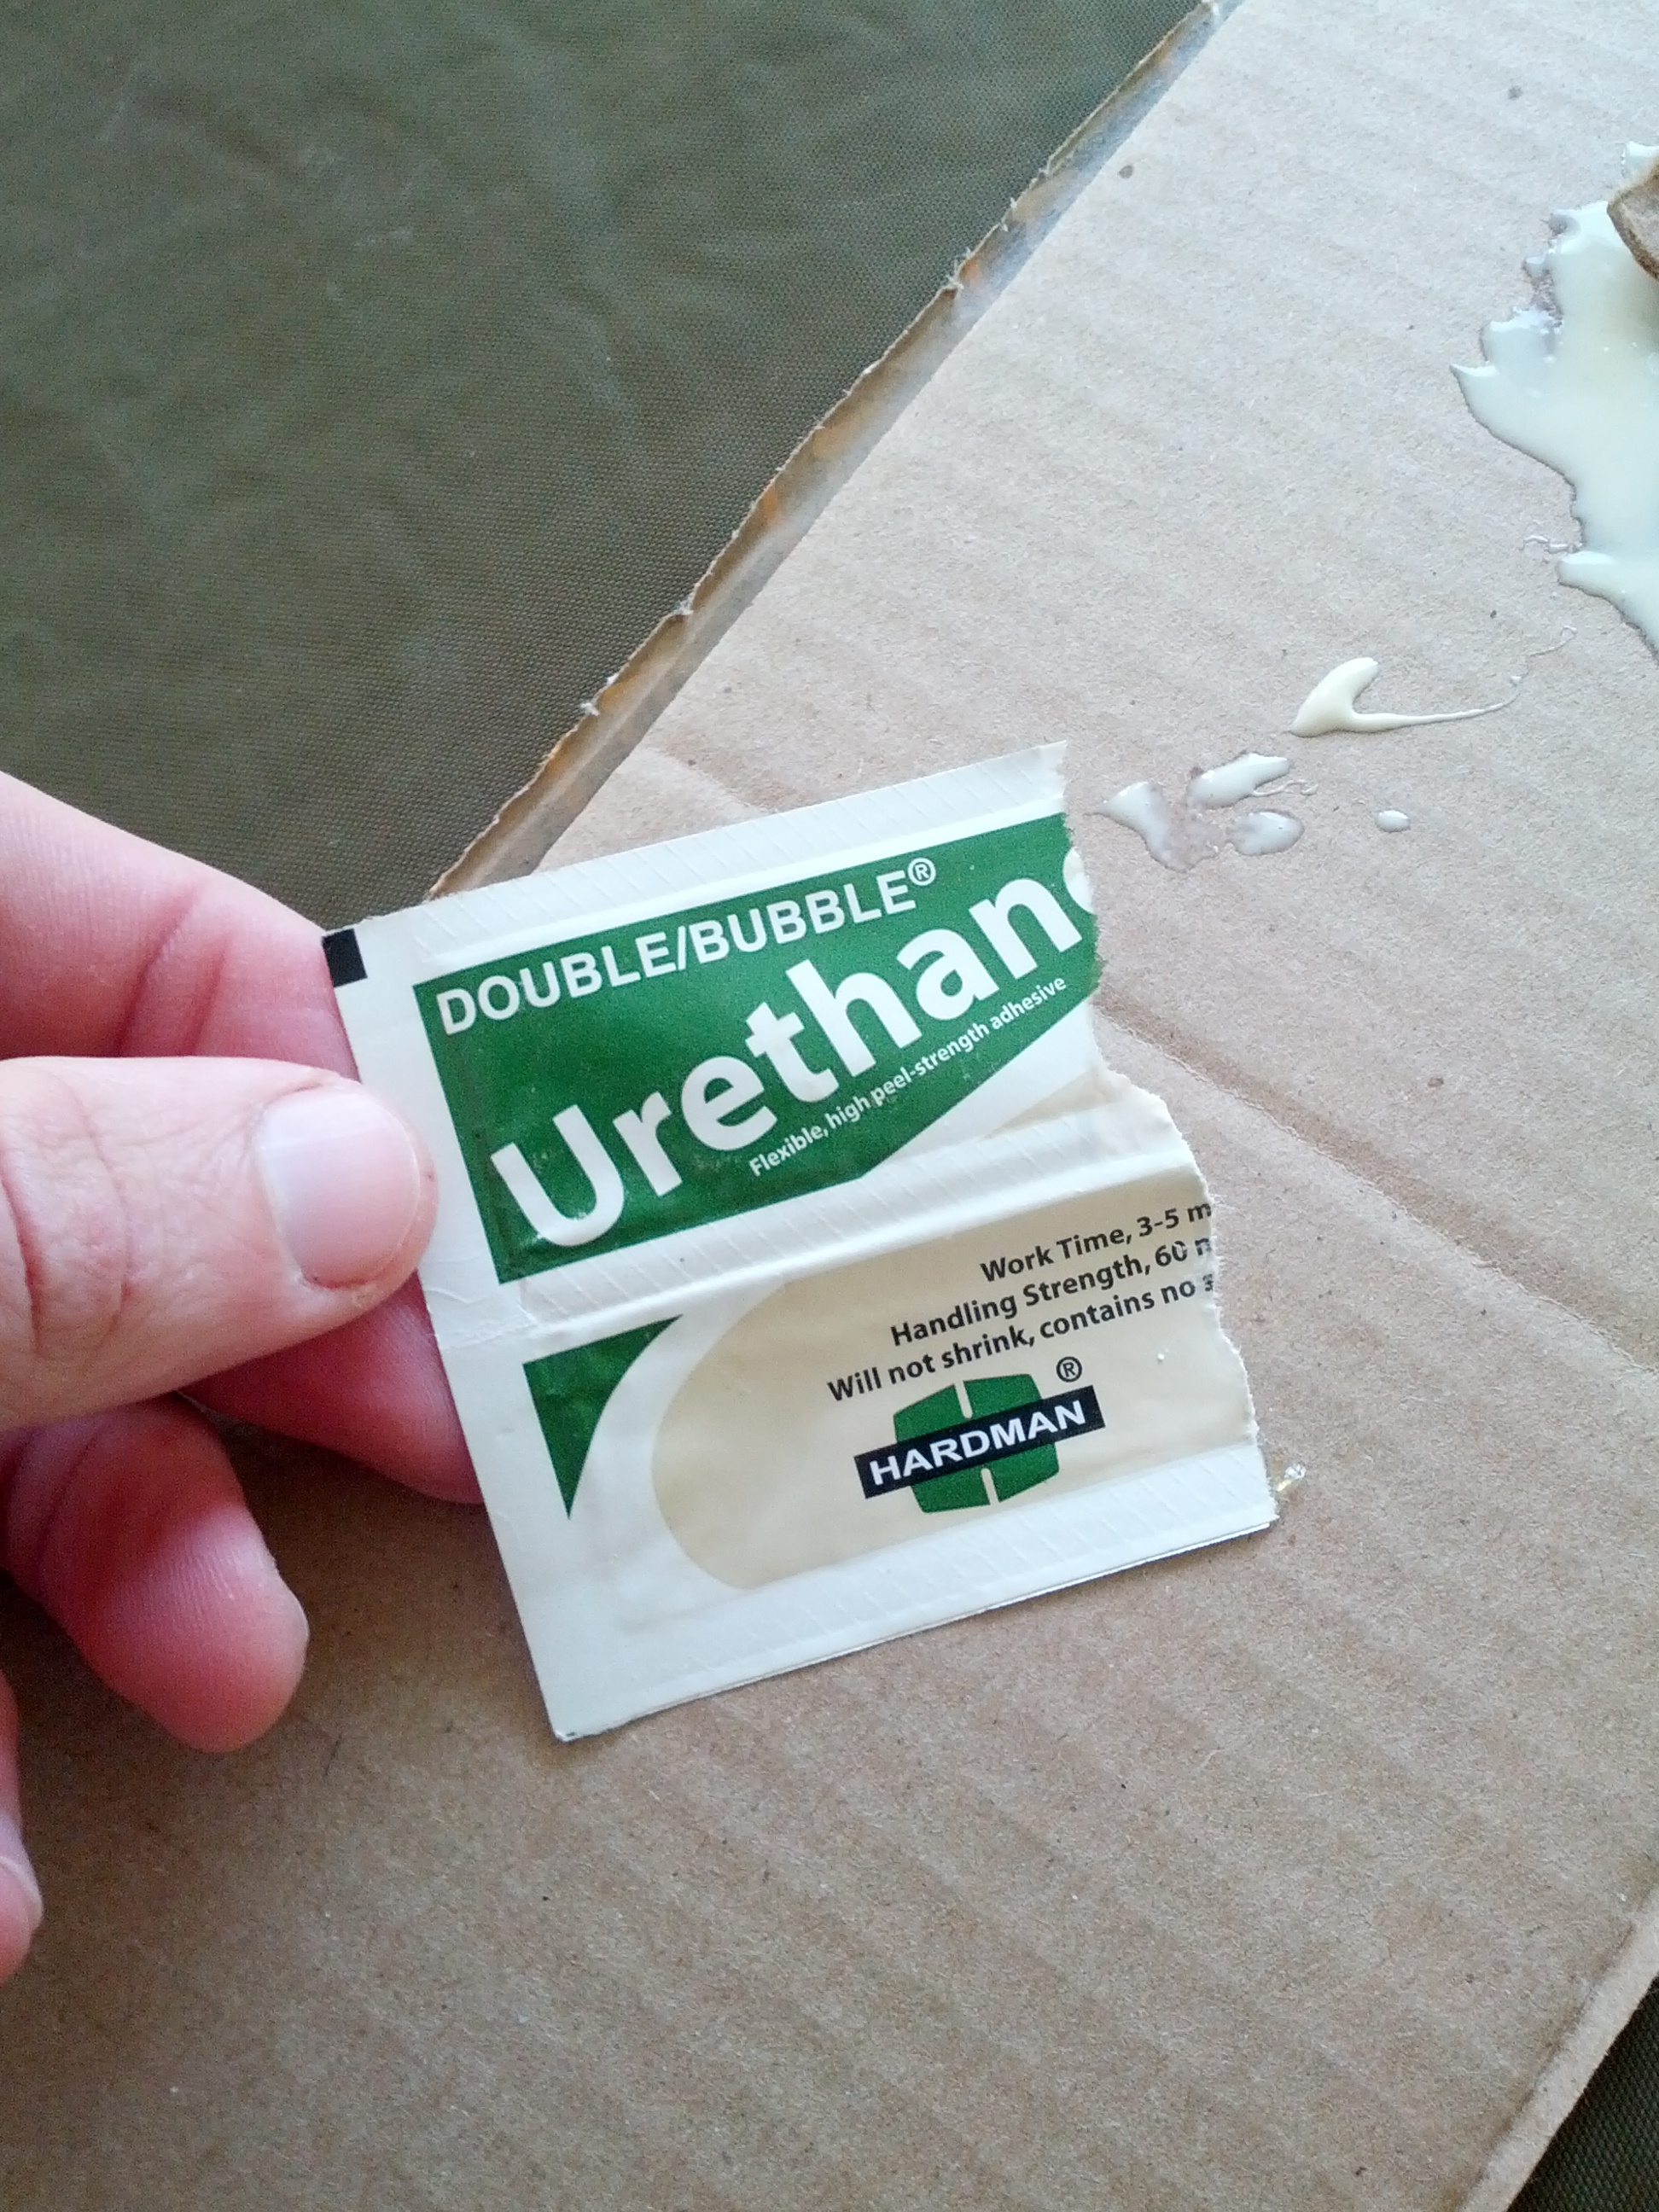 DOUBLE/BUBBLE®
Urethan
Flexible, high peel-strength adhesive
Work Time, 3-5 m
Handling Strength, 60
Will not shrink, contains no
HARDMAN®